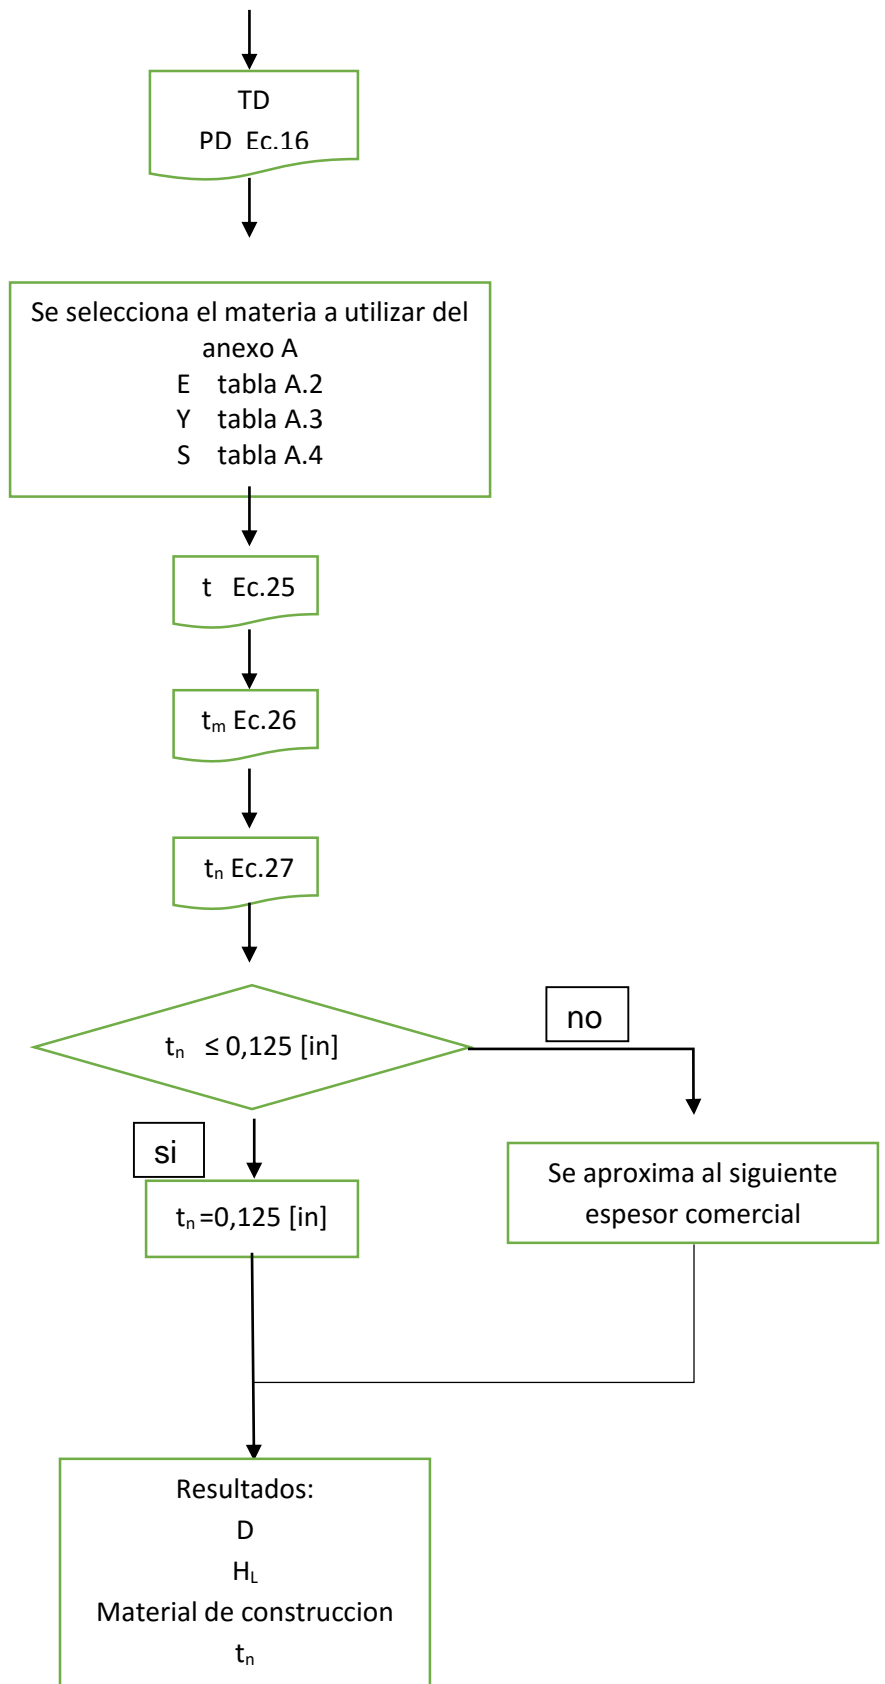 TD
PD Ec.16
Se selecciona el materia a utilizar del
anexo A
E tabla A.2
Y tabla A.3
S tabla A.4
t Ec.25
tm Ec.26
tn Ec.27
tn ≤ 0,125 [in]
no
si
tn =0,125 [in]
Se aproxima al siguiente
espesor comercial
Resultados:
D
HL
Material de construccion
tn